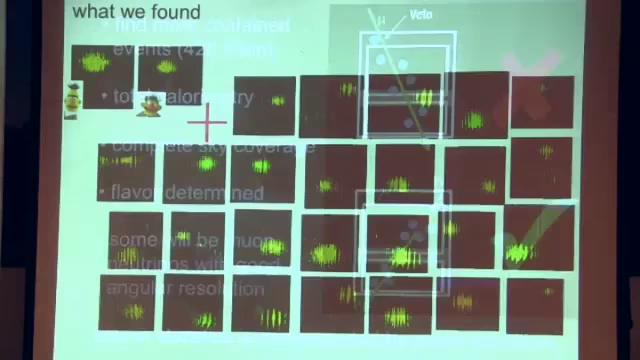 what we found
• find more contained
events
μ
Veto
• total calorimetry
• complete sky coverage
• flavor determined
some will be muon
neutrinos with good
angular resolution